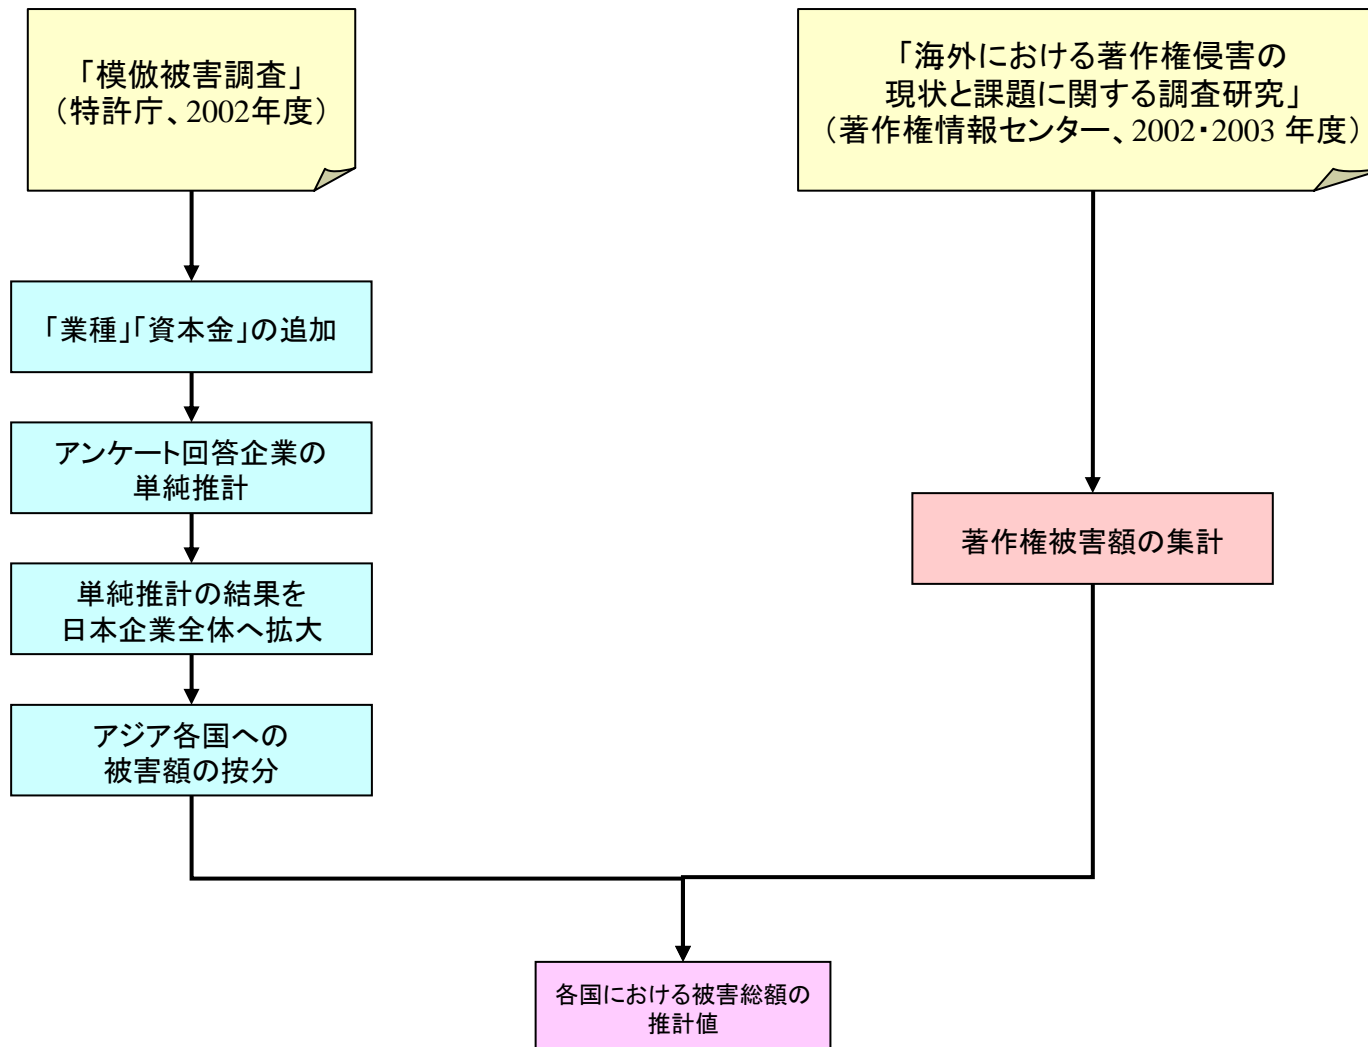 「模倣被害調査」
（特許庁、2002年度）
「海外における著作権侵害の
現状と課題に関する調査研究」
（著作権情報センター、2002・2003 年度）
「業種」「資本金」の追加
アンケート回答企業の
単純推計
単純推計の結果を
日本企業全体へ拡大
アジア各国への
被害額の按分
著作権被害額の集計
各国における被害総額の
推計値